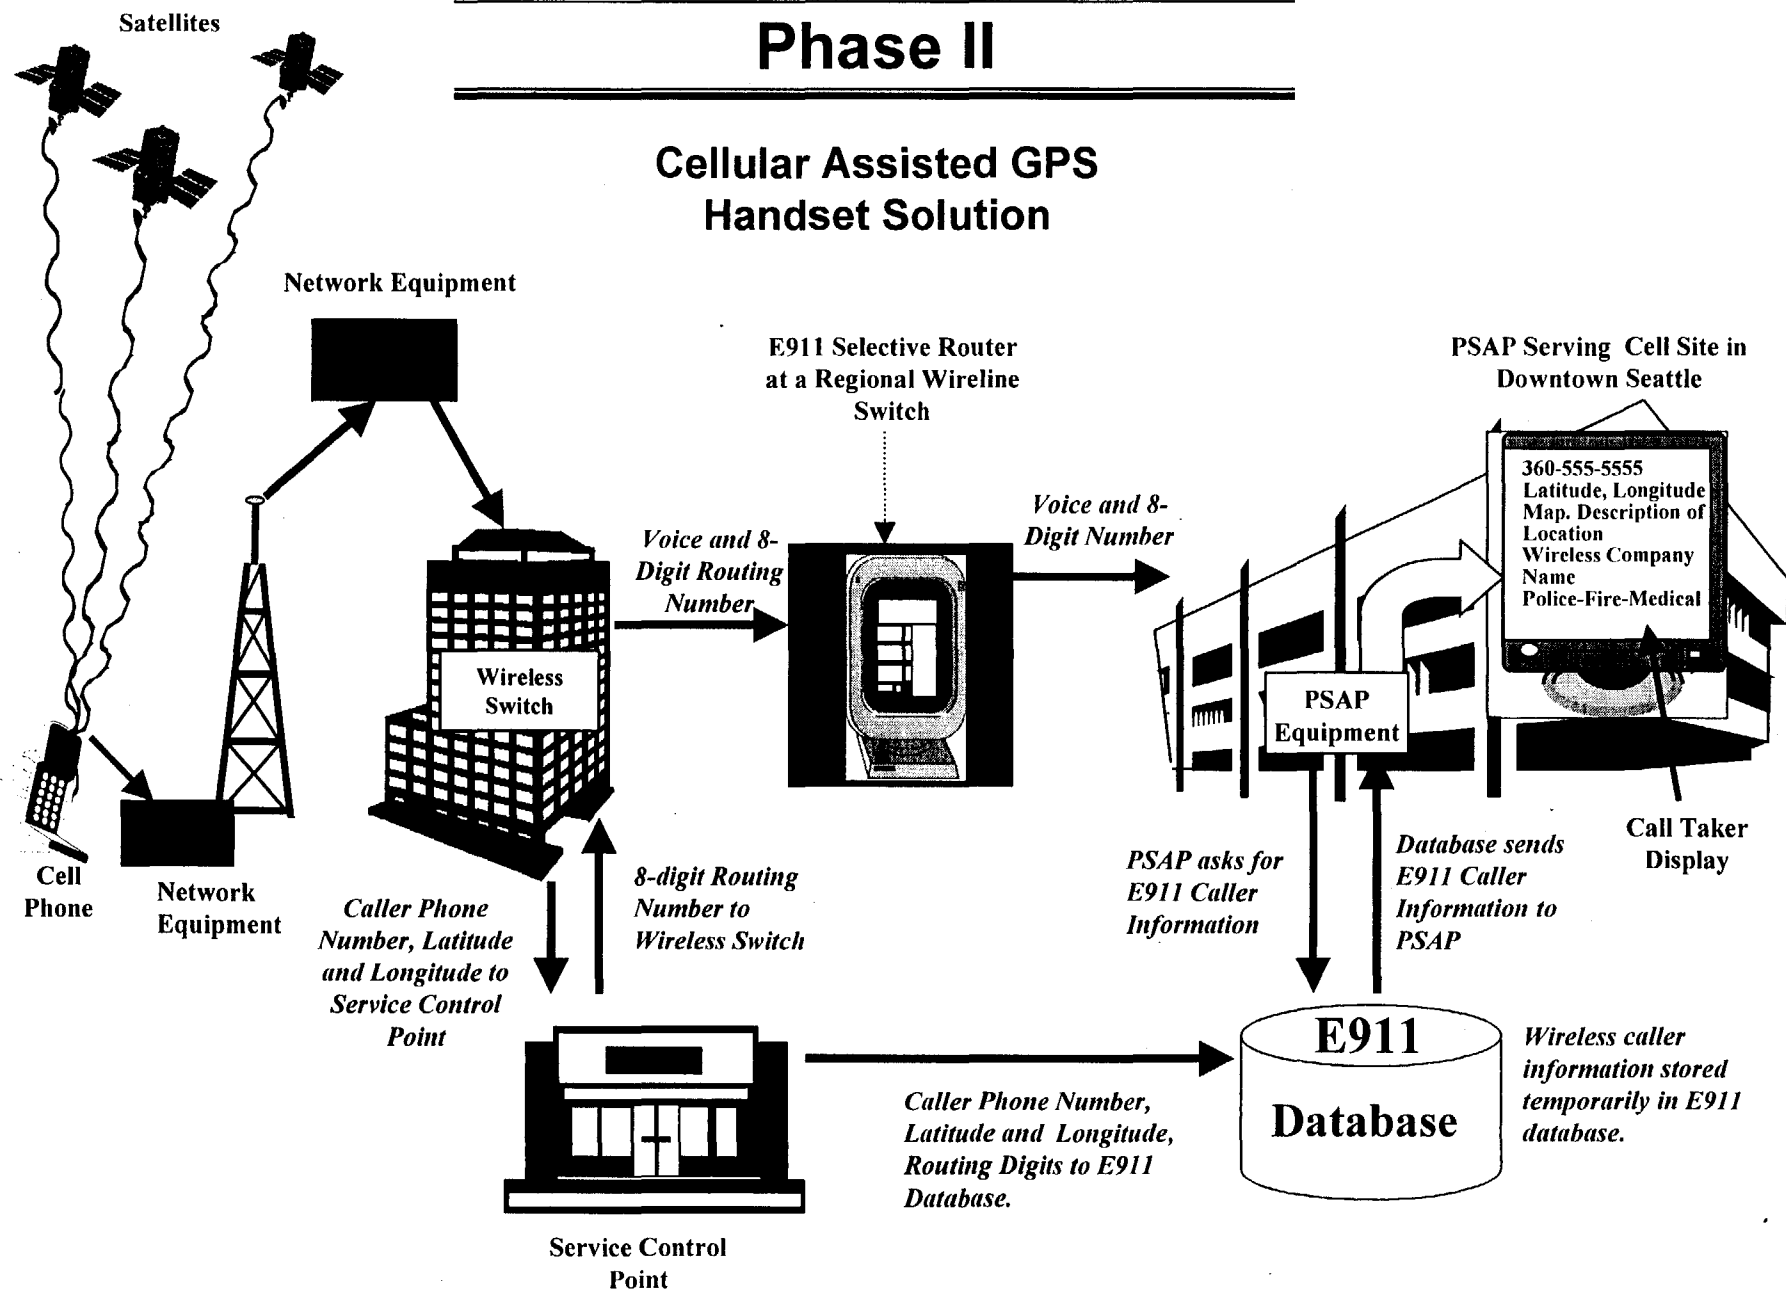 Satellites
Phase II
Cellular Assisted GPS
Handset Solution
Network Equipment
E911 Selective Router
at a Regional Wireline
Switch
PSAP Serving Cell Site in
Downtown Seattle
360-555-5555
Latitude, Longitude
Map. Description of
Location
Wireless Company
Name
Police-Fire-Medical
Voice and 8-
Digit Routing
Number
Voice and 8-
Digit Number
Wireless
Switch
PSAP
Equipment
Call Taker
Display
Cell
Phone
Network
Equipment
Caller Phone
Number, Latitude
and Longitude to
Service Control
Point
8-digit Routing
Number to
Wireless Switch
PSAP asks for
E911 Caller
Information
Database sends
E911 Caller
Information to
PSAP
E911
Database
Wireless caller
information stored
temporarily in E911
database.
Caller Phone Number,
Latitude and Longitude,
Routing Digits to E911
Database.
Service Control
Point